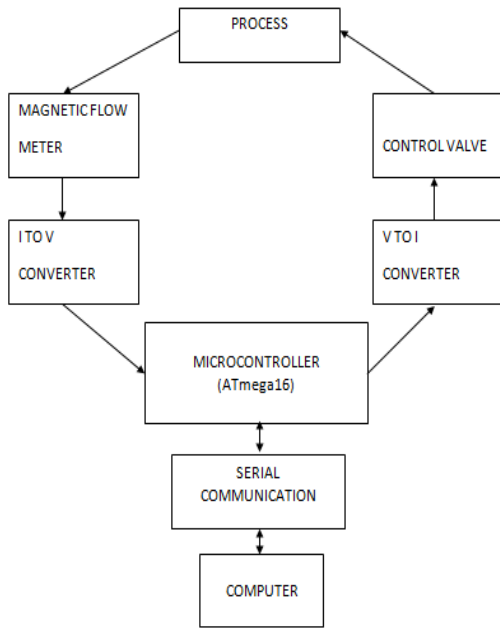 PROCESS
MAGNETIC FLOW
METER
CONTROL VALVE
I TO V
CONVERTER
V TO I
CONVERTER
MICROCONTROLLER
(ATmega16)
SERIAL
COMMUNICATION
COMPUTER